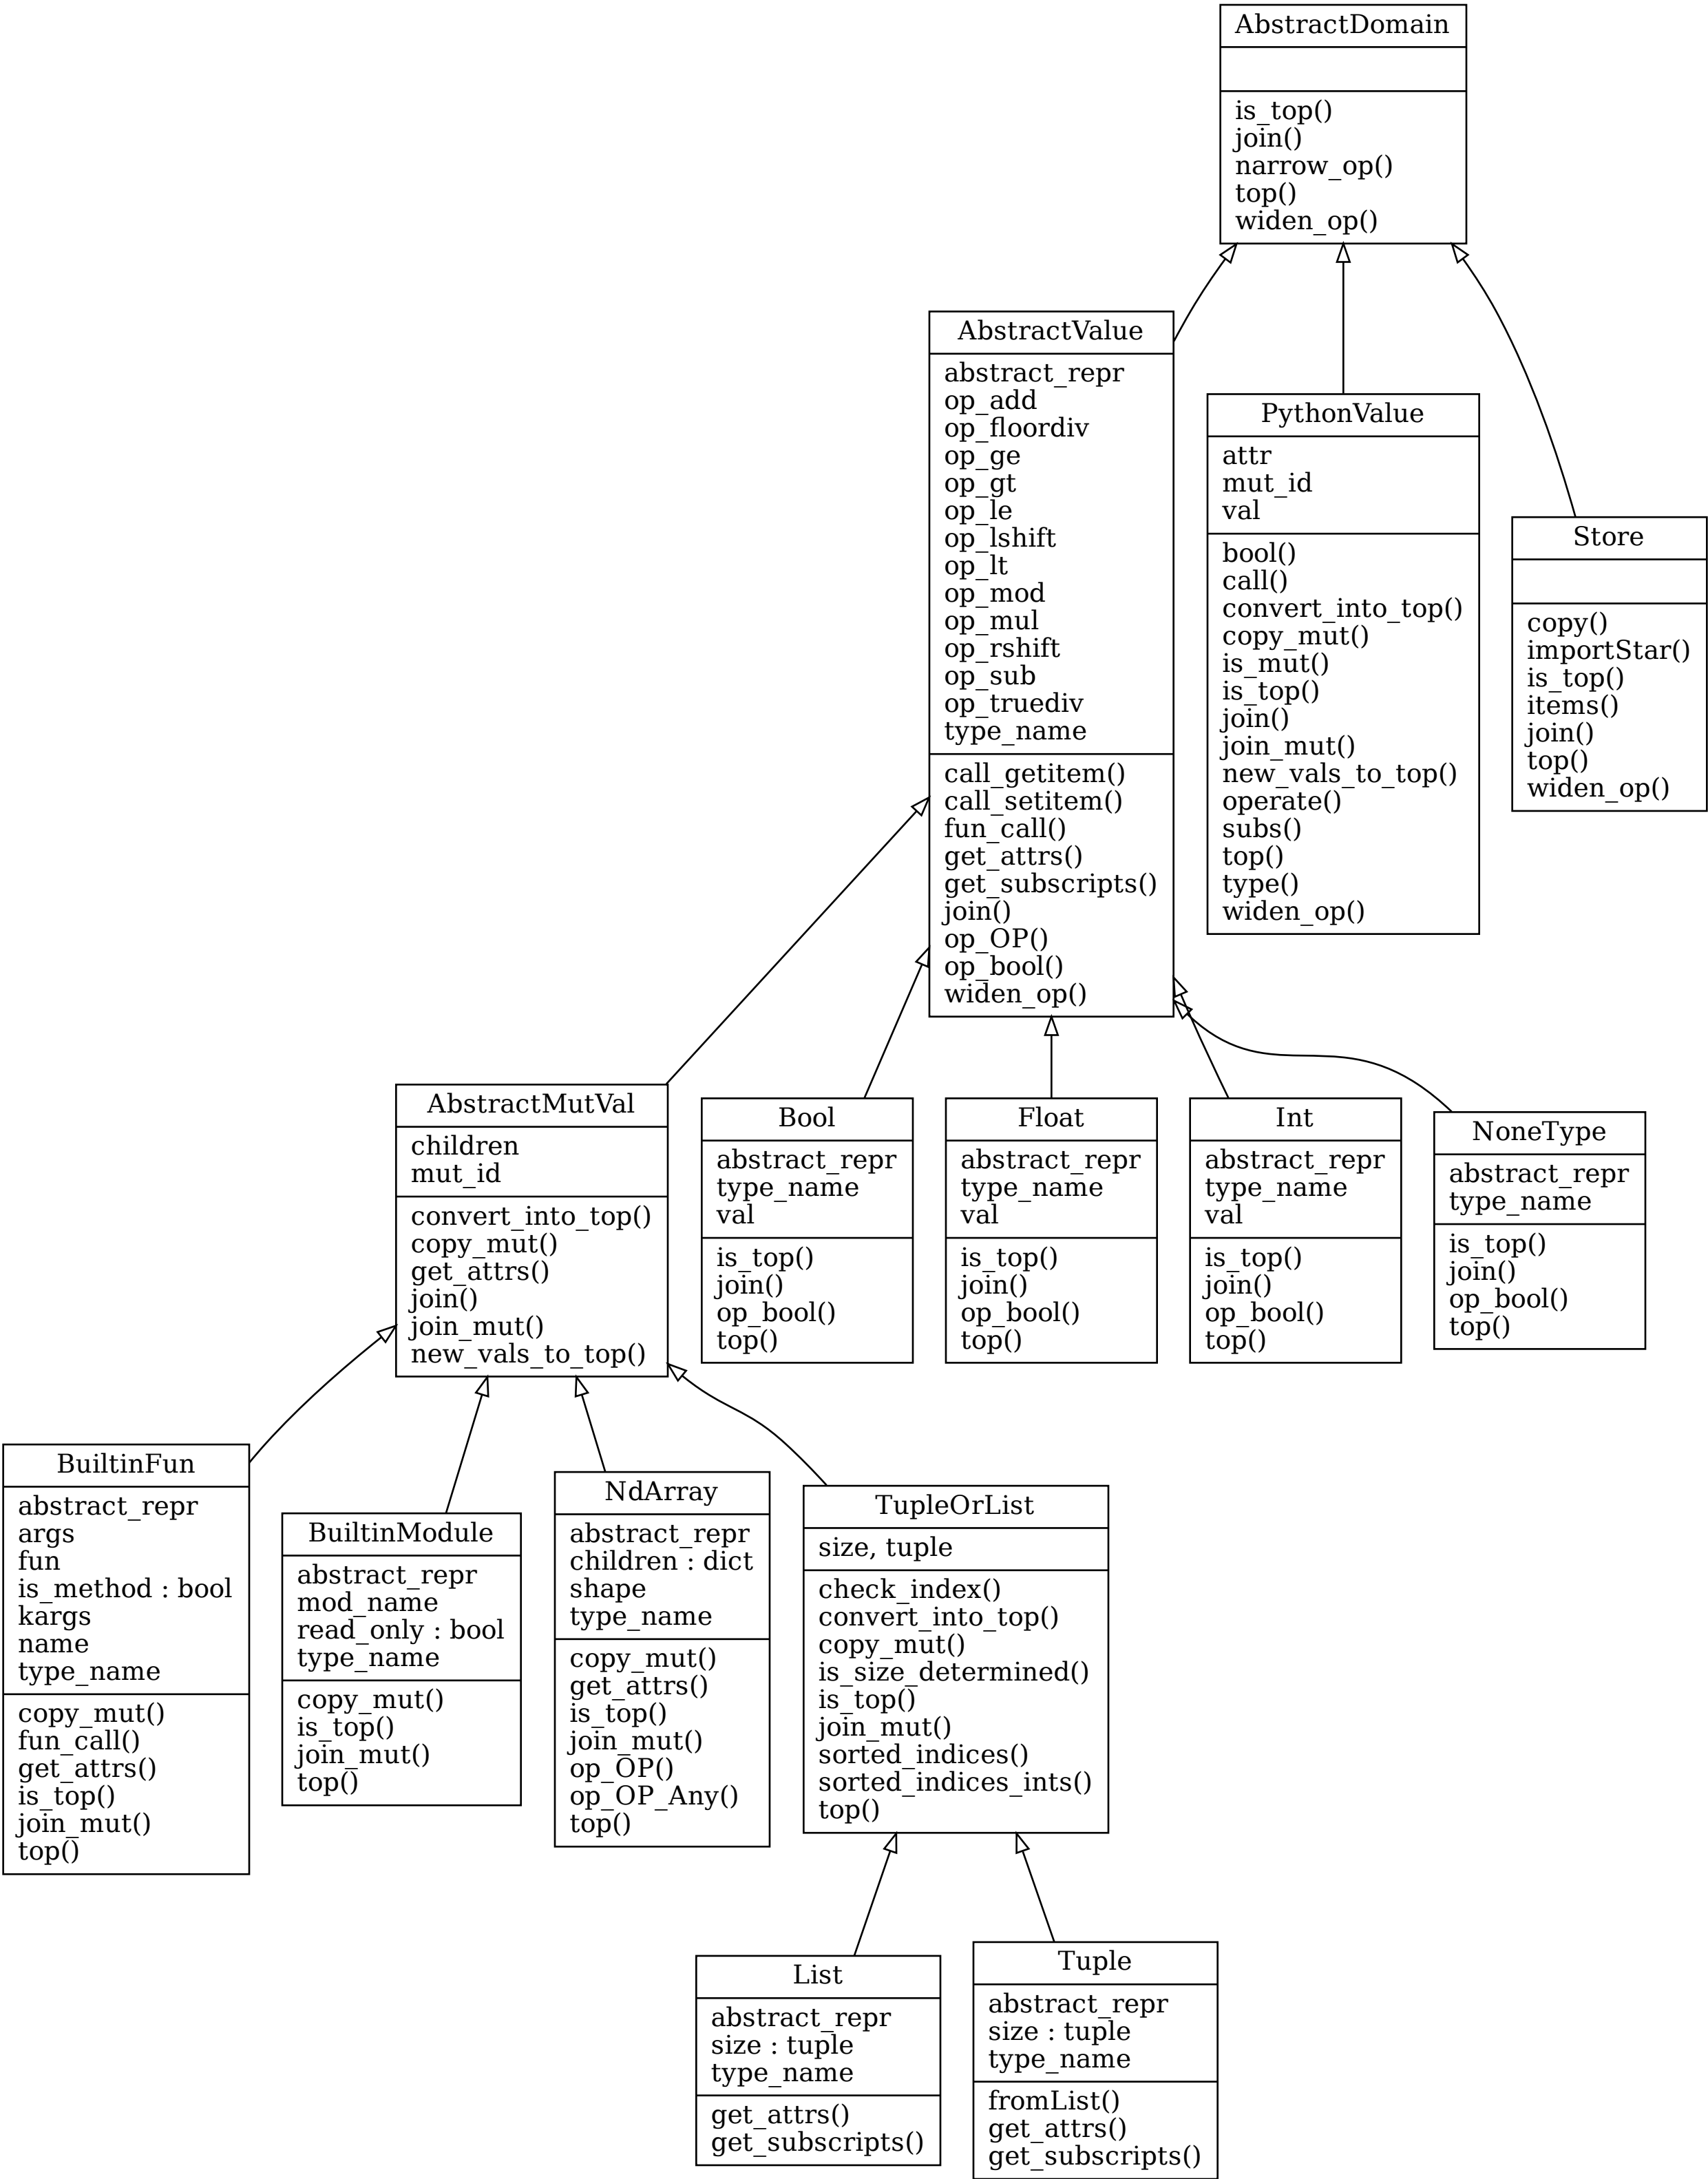 AbstractDomain
is_top()
join()
narrow_op()
top()
widen_op()
AbstractValue
abstract_repr
op_add
op_floordiv
op_ge
op_gt
op_le
op_lshift
op_lt
op_mod
op_mul
op_rshift
op_sub
op_truediv
type_name
call_getitem()
call_setitem()
fun_call()
get_attrs()
get_subscripts()
join()
op_OP()
op_bool()
widen_op()
PythonValue
attr
mut_id
val
bool()
call()
convert_into_top()
copy_mut()
is_mut()
is_top()
join()
join_mut()
new_vals_to_top()
operate()
subs()
top()
type()
widen_op()
Store
copy()
importStar()
is_top()
items()
join()
top()
widen_op()
AbstractMutVal
children
mut_id
convert_into_top()
copy_mut()
get_attrs()
join()
join_mut()
new_vals_to_top()
Bool
abstract_repr
type_name
val
is_top()
join()
op_bool()
top()
Float
abstract_repr
type_name
val
is_top()
join()
op_bool()
top()
Int
abstract_repr
type_name
val
is_top()
join()
op_bool()
top()
NoneType
abstract_repr
type_name
is_top()
join()
op_bool()
top()
BuiltinFun
abstract_repr
args
fun
is_method : bool
kargs
name
type_name
copy_mut()
fun_call()
get_attrs()
is_top()
join_mut()
top()
BuiltinModule
abstract_repr
mod_name
read_only : bool
type_name
copy_mut()
is_top()
join_mut()
top()
NdArray
abstract_repr
children : dict
shape
type_name
copy_mut()
get_attrs()
is_top()
join_mut()
op_OP()
op_OP_Any()
top()
TupleOrList
size, tuple
check_index()
convert_into_top()
copy_mut()
is_size_determined()
is_top()
join_mut()
sorted_indices()
sorted_indices_ints()
top()
List
abstract_repr
size : tuple
type_name
get_attrs()
get_subscripts()
Tuple
abstract_repr
size : tuple
type_name
fromList()
get_attrs()
get_subscripts()